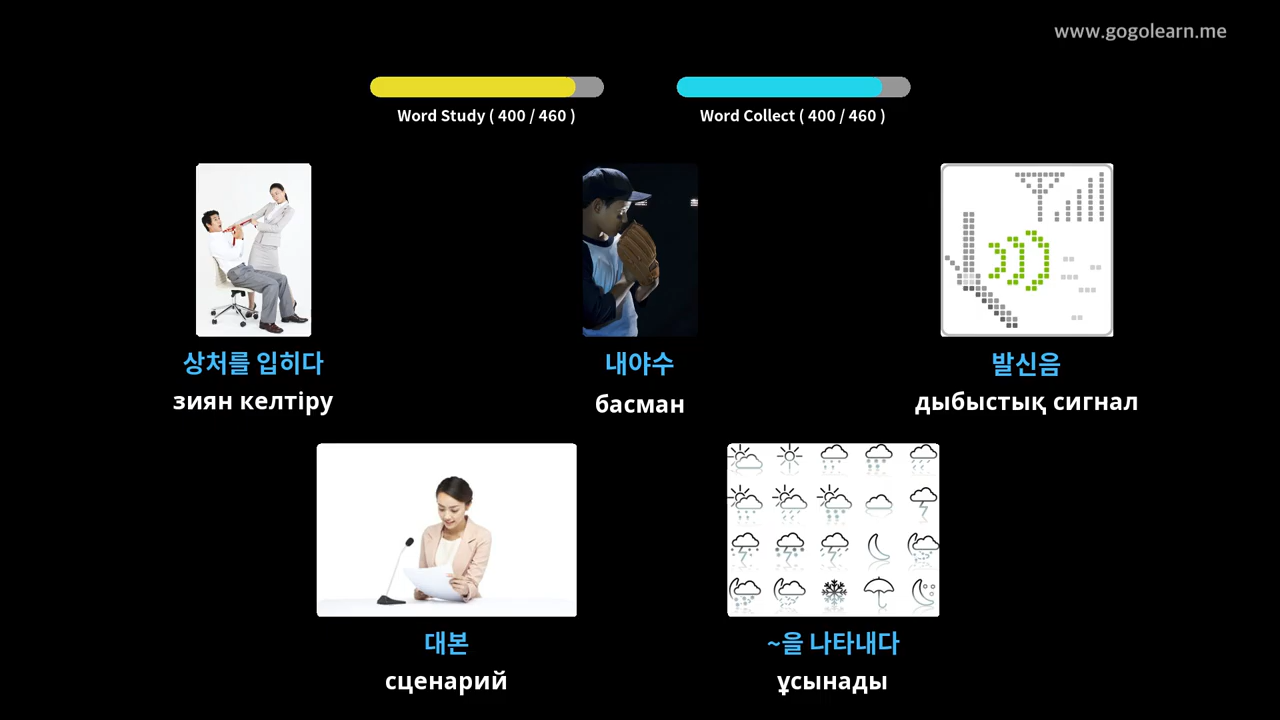 www.gogolearn.me
Word Study ( 400 / 460 )
Word Collect ( 400 / 460 )
상처를 입히다
зиян келтіру
내야수
басман
발신음
дыбыстық сигнал
대본
сценарий
~을 나타내다
ұсынады